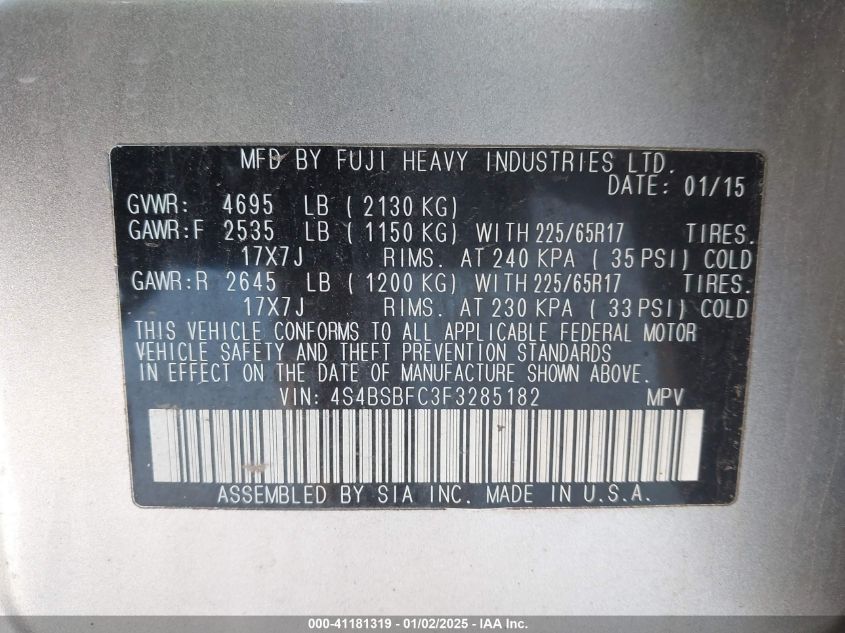 MFD BY FUJI HEAVY INDUSTRIES LTD.
DATE: 01/15
GVWR: 4695 LB ( 2130 KG)
GAWR:F 2535 LB ( 1150 KG) WITH 225/65R17 TIRES.
17X7J RIMS. AT 240 KPA ( 35 PSI) COLD
GAWR:R 2645 LB ( 1200 KG) WITH 225/65R17 TIRES.
17X7J RIMS. AT 230 KPA ( 33 PSI) COLD
THIS VEHICLE CONFORMS TO ALL APPLICABLE FEDERAL MOTOR
VEHICLE SAFETY AND THEFT PREVENTION STANDARDS
IN EFFECT ON THE DATE OF MANUFACTURE SHOWN ABOVE.
VIN: 4S4BSBFC3F3285182 MPV
ASSEMBLED BY SIA INC. MADE IN U.S.A.
000-41181319 - 01/02/2025 - IAA Inc.